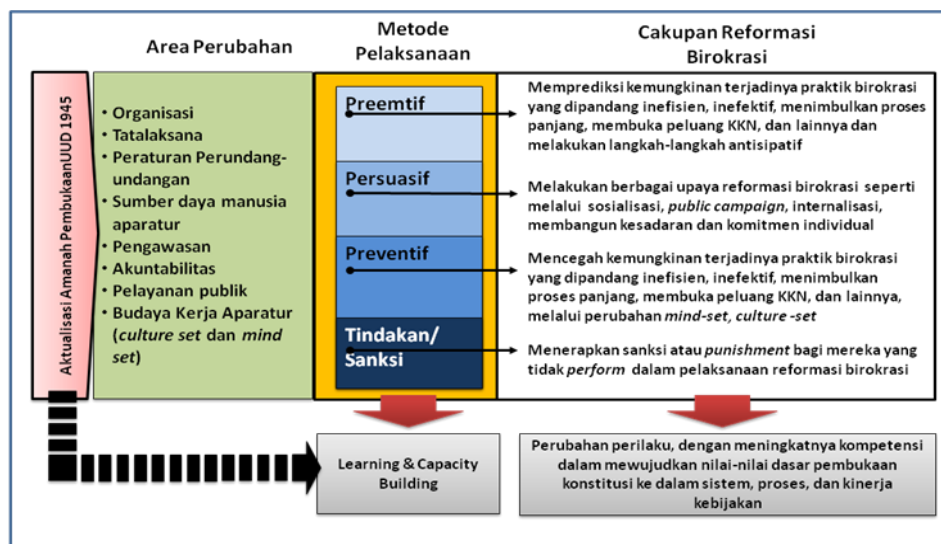 Area Perubahan
Metode
Pelaksanaan
Cakupan Reformasi
Birokrasi
Aktualisasi Amanah PembukaanUUD 1945
• Organisasi
• Tatalaksana
• Peraturan Perundang-
undangan
• Sumber daya manusia
aparatur
• Pengawasan
• Akuntabilitas
• Pelayanan publik
• Budaya Kerja Aparatur
(culture set dan mind
set)
Preemtif
Memprediksi kemungkinan terjadinya praktik birokrasi
yang dipandang inefisien, inefektif, menimbulkan proses
panjang, membuka peluang KKN, dan lainnya dan
melakukan langkah-langkah antisipatif
Persuasif
Melakukan berbagai upaya reformasi birokrasi seperti
melalui sosialisasi, public campaign, internalisasi,
membangun kesadaran dan komitmen individual
Preventif
Mencegah kemungkinan terjadinya praktik birokrasi
yang dipandang inefisien, inefektif, menimbulkan
proses panjang, membuka peluang KKN, dan lainnya,
melalui perubahan mind-set, culture -set
Tindakan/
Sanksi
Menerapkan sanksi atau punishment bagi mereka yang
tidak perform dalam pelaksanaan reformasi birokrasi
Learning & Capacity
Building
Perubahan perilaku, dengan meningkatnya kompetensi
dalam mewujudkan nilai-nilai dasar pembukaan
konstitusi ke dalam sistem, proses, dan kinerja
kebijakan